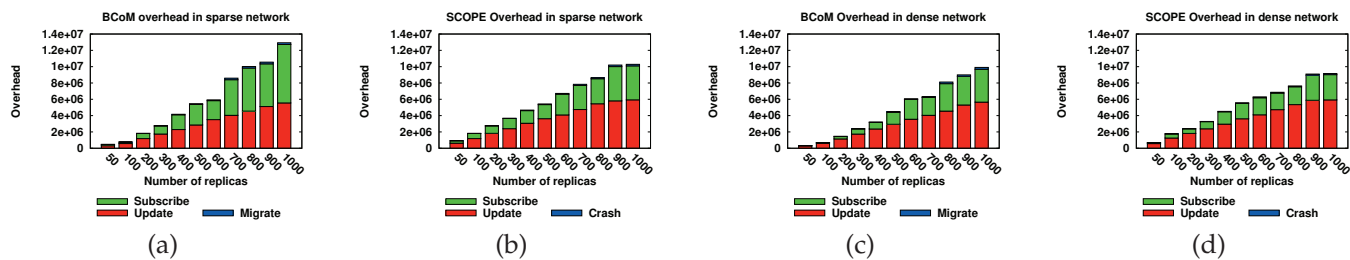 BCoM overhead in sparse network
Overhead
1.4e+07
1.2e+07
1e+07
8e+06
6e+06
4e+06
2e+06
0
50 100 200 300 400 500 600 700 800 900 1000
Number of replicas
Subscribe
Update Migrate
(a)
SCOPE Overhead in sparse network
Overhead
1.4e+07
1.2e+07
1e+07
8e+06
6e+06
4e+06
2e+06
0
50 100 200 300 400 500 600 700 800 900 1000
Number of replicas
Subscribe
Update Crash
(b)
BCoM overhead in dense network
Overhead
1.4e+07
1.2e+07
1e+07
8e+06
6e+06
4e+06
2e+06
0
50 100 200 300 400 500 600 700 800 900 1000
Number of replicas
Subscribe
Update Migrate
(c)
SCOPE Overhead in dense network
Overhead
1.4e+07
1.2e+07
1e+07
8e+06
6e+06
4e+06
2e+06
0
50 100 200 300 400 500 600 700 800 900 1000
Number of replicas
Subscribe
Update Crash
(d)